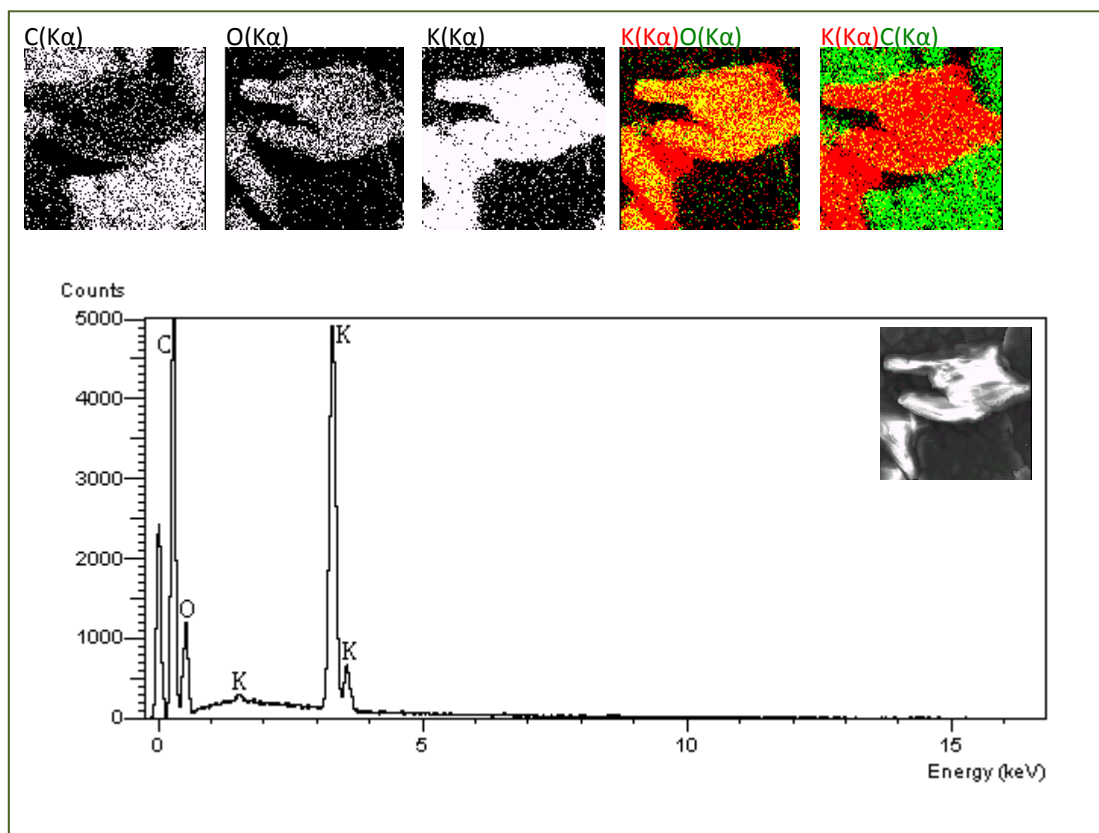 C(Kα) O(Kα) K(Kα) K(Kα)O(Kα) K(Kα)C(Kα)
Counts
5000
4000
3000
2000
1000
0
C
K
O
K
K
0 5 10 15
Energy (keV)